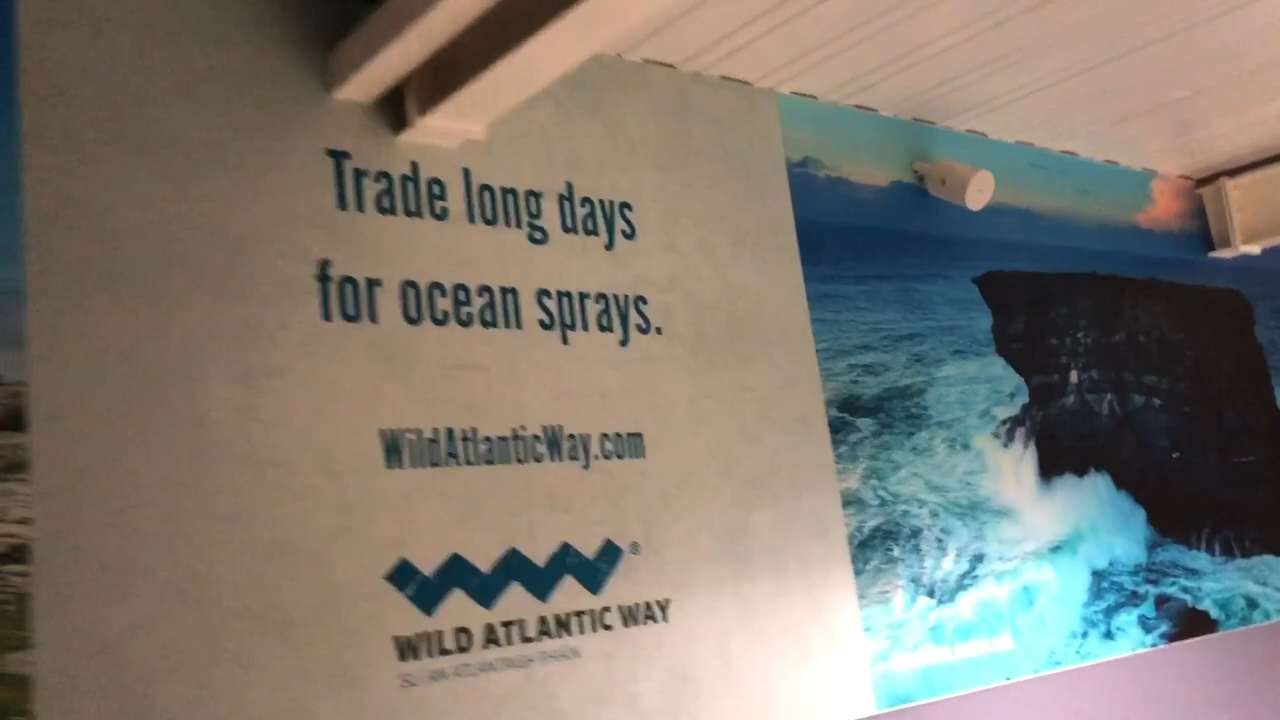 Trade long days
for ocean sprays.
WildAtlanticWay.com
®
WILD ATLANTIC WAY